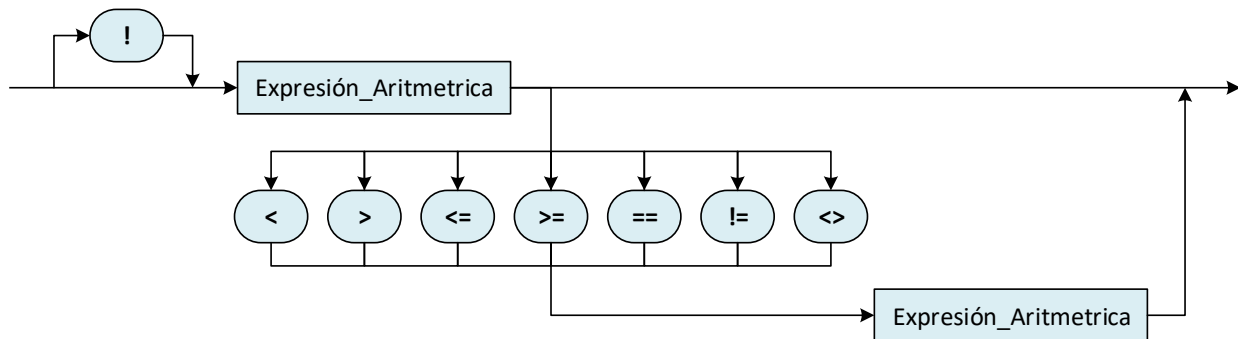 !
Expresión_Aritmetrica
< > <= >= == != <>
Expresión_Aritmetrica